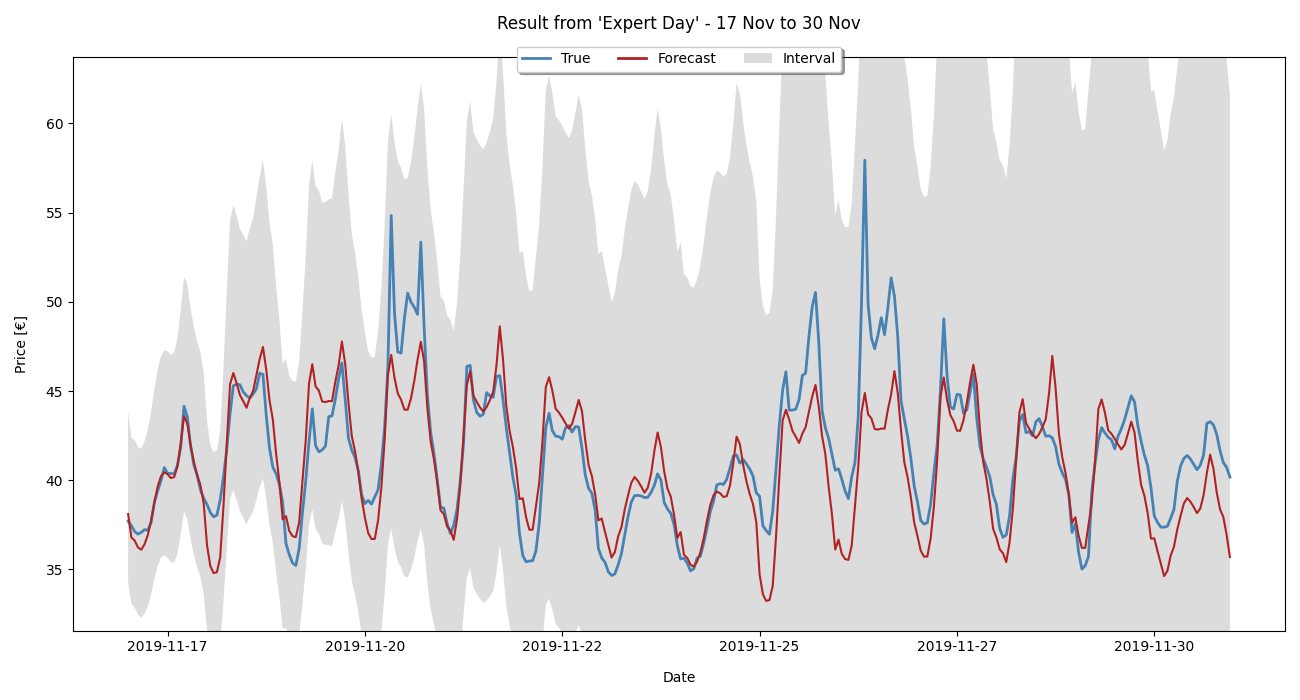 Result from 'Expert Day' - 17 Nov to 30 Nov
True Forecast Interval
60
55
50
45
40
35
Price [€]
2019-11-17 2019-11-20 2019-11-22 2019-11-25 2019-11-27 2019-11-30
Date